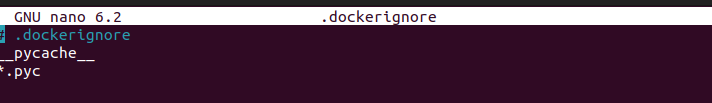 GNU nano 6.2 .dockerignore
# .dockerignore
__pycache__
*.pyc